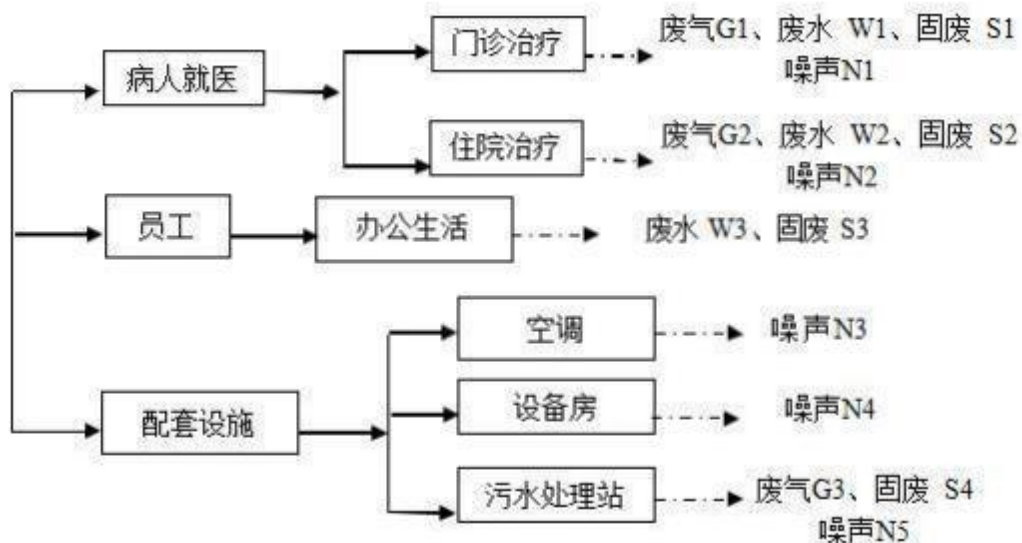 门诊治疗
废气G1、废水 W1、固废 S1
噪声N1
病人就医
住院治疗
废气G2、废水 W2、固废 S2
噪声N2
员工
办公生活
废水 W3、固废 S3
空调
噪声N3
配套设施
设备房
噪声N4
污水处理站
废气G3、固废 S4
噪声N5